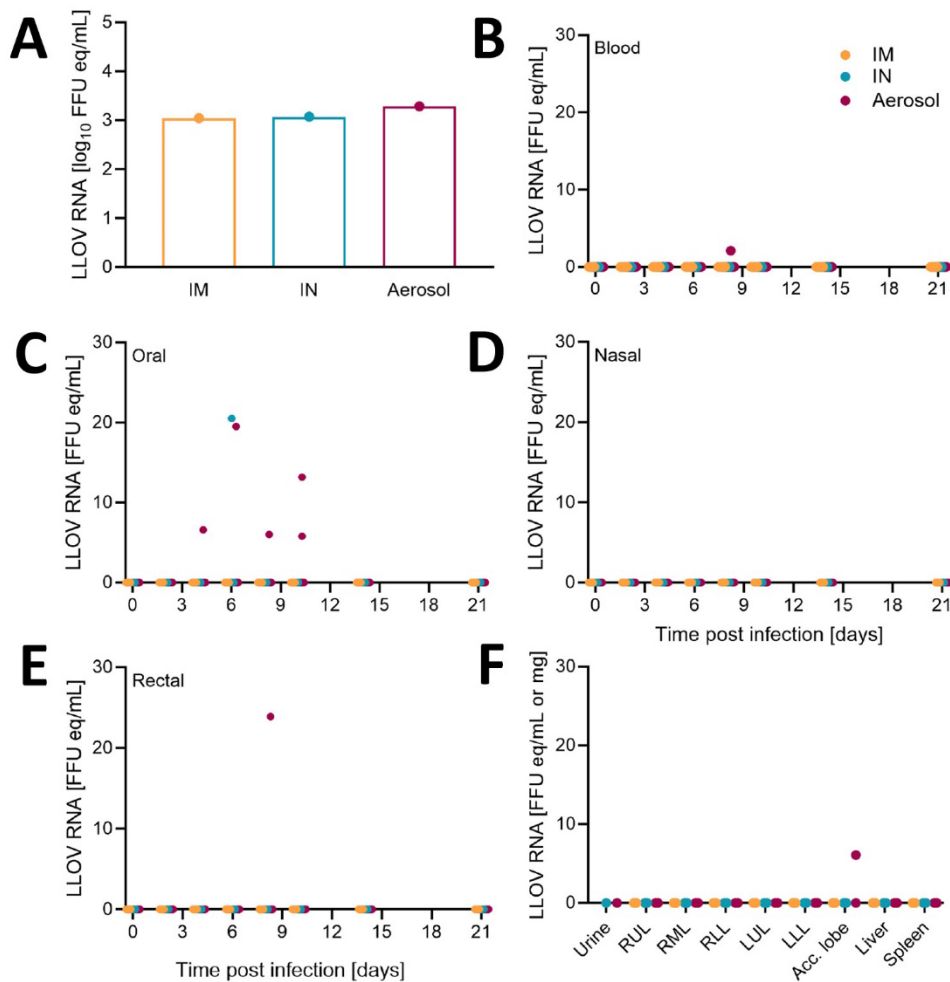 A
LLOV RNA [log10 FFU eq/mL]
5
4
3
2
1
0
IM
IN
Aerosol
B
Blood
LLOV RNA [FFU eq/mL]
30
20
10
0
IM
IN
Aerosol
0 3 6 9 12 15 18 21
C
Oral
LLOV RNA [FFU eq/mL]
30
20
10
0
0 3 6 9 12 15 18 21
D
Nasal
LLOV RNA [FFU eq/mL]
30
20
10
0
0 3 6 9 12 15 18 21
Time post infection [days]
E
Rectal
LLOV RNA [FFU eq/mL]
30
20
10
0
0 3 6 9 12 15 18 21
Time post infection [days]
F
LLOV RNA [FFU eq/mL or mg]
30
20
10
0
Urine
RUL
RML
RLL
LUL
LLL
Acc. lobe
Liver
Spleen